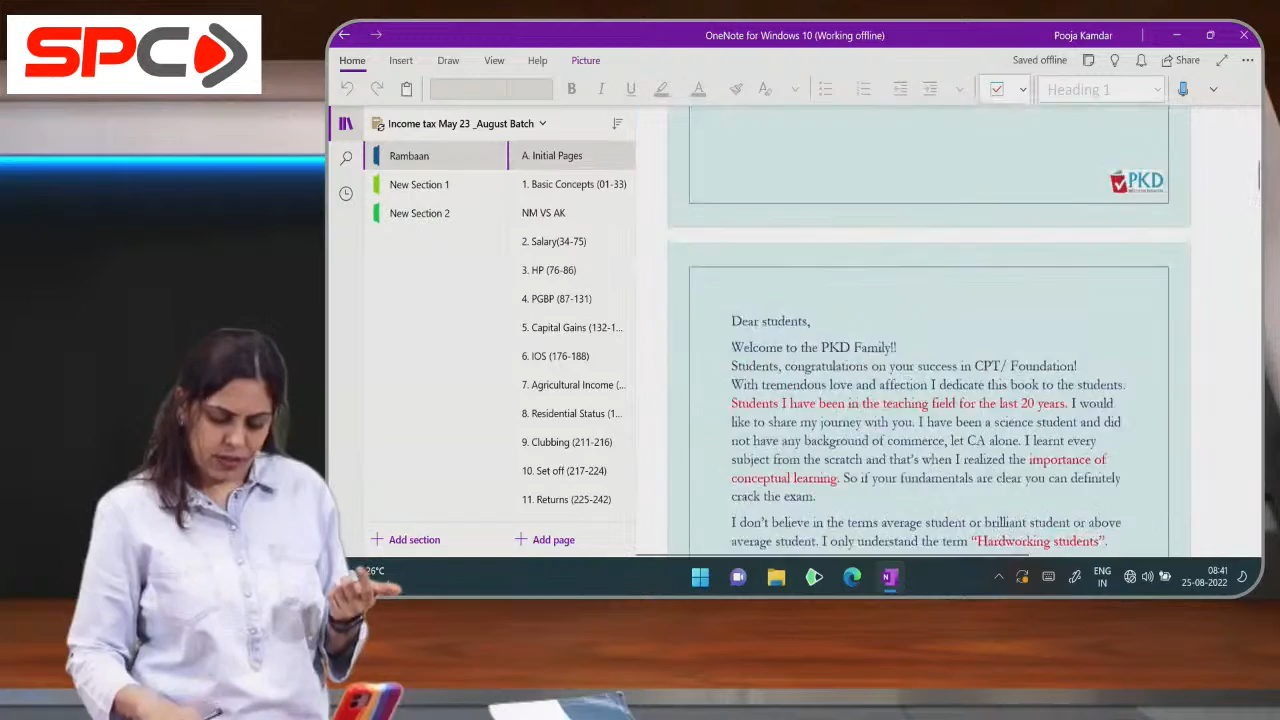 SPC
OneNote for Windows 10 (Working offline)
Pooja Kamdar
Home
Insert
Draw
View
Help
Picture
Saved offline
Share
B
I
U
A
Heading 1
Income tax May 23 _August Batch
Rambaan
New Section 1
New Section 2
A. Initial Pages
1. Basic Concepts (01-33)
NM VS AK
2. Salary(34-75)
3. HP (76-86)
4. PGBP (87-131)
5. Capital Gains (132-1...
6. IOS (176-188)
7. Agricultural Income (...
8. Residential Status (1...
9. Clubbing (211-216)
10. Set off (217-224)
11. Returns (225-242)
Add section
Add page
PKD
Dear students,
Welcome to the PKD Family!!
Students, congratulations on your success in CPT/ Foundation!
With tremendous love and affection I dedicate this book to the students.
Students I have been in the teaching field for the last 20 years. I would
like to share my journey with you. I have been a science student and did
not have any background of commerce, let CA alone. I learnt every
subject from the scratch and that's when I realized the importance of
conceptual learning. So if your fundamentals are clear you can definitely
crack the exam.
I don't believe in the terms average student or brilliant student or above
average student. I only understand the term "Hardworking students".
26°C
ENG
IN
08:41
25-08-2022